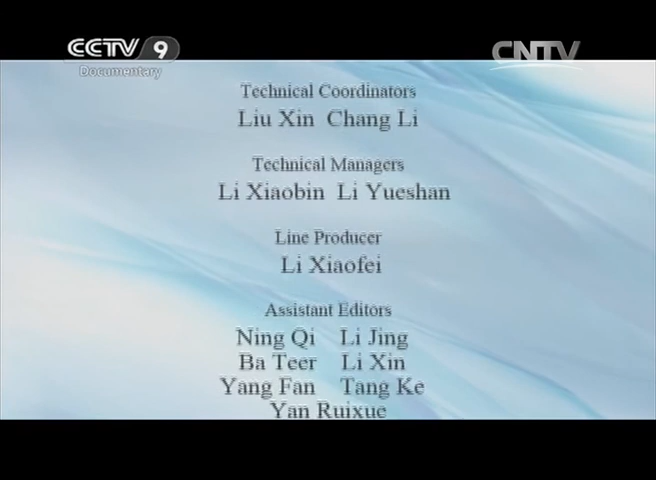 CCTV 9 CNTV
Documentary
Technical Coordinators
Liu Xin Chang Li
Technical Managers
Li Xiaobin Li Yueshan
Line Producer
Li Xiaofei
Assistant Editors
Ning Qi Li Jing
Ba Teer Li Xin
Yang Fan Tang Ke
Yan Ruixue